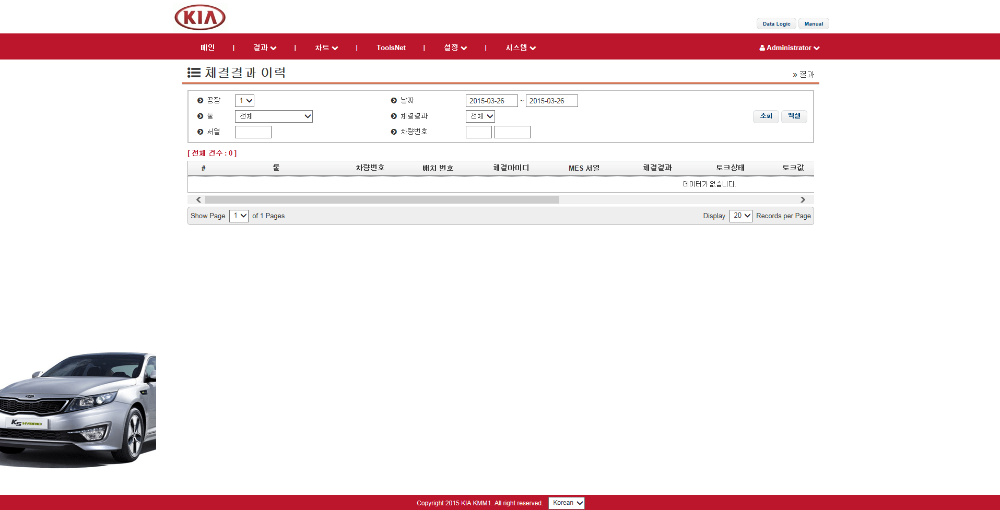 KIA
Data Logic Manual
메인 | 결과 | 차트 | ToolsNet | 설정 | 시스템 Administrator
체결결과 이력 » 결과
공장 1 날짜 2015-03-26 ~ 2015-03-26
툴 전체 체결결과 전체 조회 엑셀
서열 차량번호
[ 전체 건수 : 0 ]
# 툴 차량번호 배치 번호 체결아이디 MES 서열 체결결과 토크상태 토크값
데이터가 없습니다.
Show Page 1 of 1 Pages Display 20 Records per Page
K5 HYBRID
Copyright 2015 KIA KMM1. All right reserved. Korean